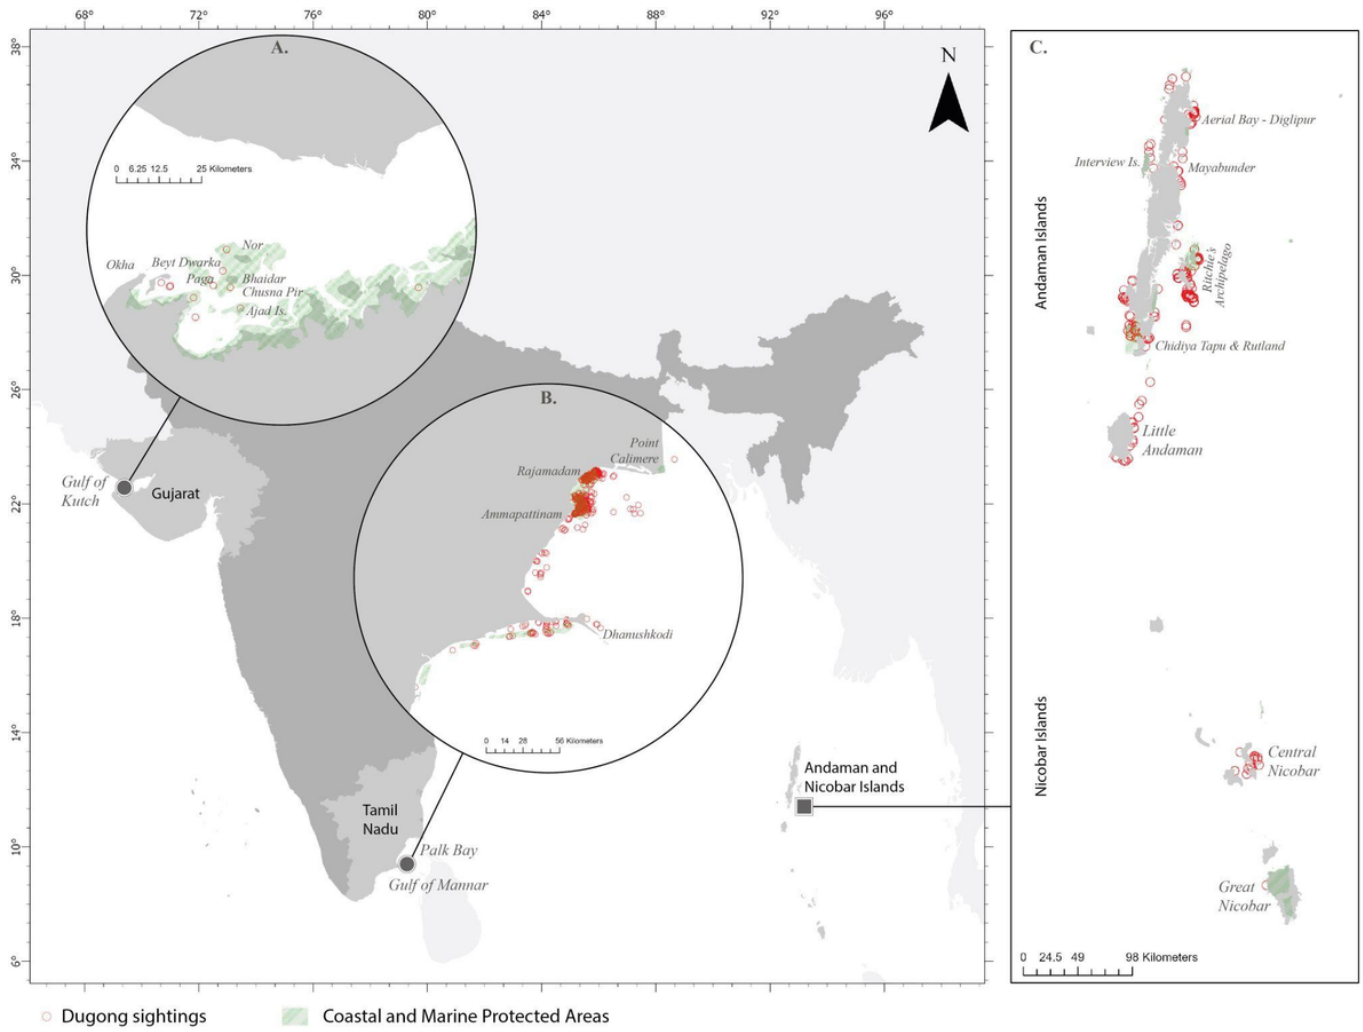 68° 72° 76° 80° 84° 88° 92° 96°
38°
34°
30°
26°
22°
18°
14°
10°
6°
N
A.
0 6.25 12.5 25 Kilometers
Nor
Okha
Beyt Dwarka
Paga
Bhaidar
Chusna Pir
Ajad Is.
Gulf of
Kutch
Gujarat
B.
Point
Calimere
Rajamadam
Ammapattinam
Dhanushkodi
0 14 28 56 Kilometers
Tamil
Nadu
Palk Bay
Gulf of Mannar
Andaman and
Nicobar Islands
C.
Andaman Islands
Aerial Bay - Diglipur
Interview Is.
Mayabunder
Ritchie's
Archipelago
Chidiya Tapu & Rutland
Little
Andaman
Nicobar Islands
Central
Nicobar
Great
Nicobar
0 24.5 49 98 Kilometers
Dugong sightings
Coastal and Marine Protected Areas